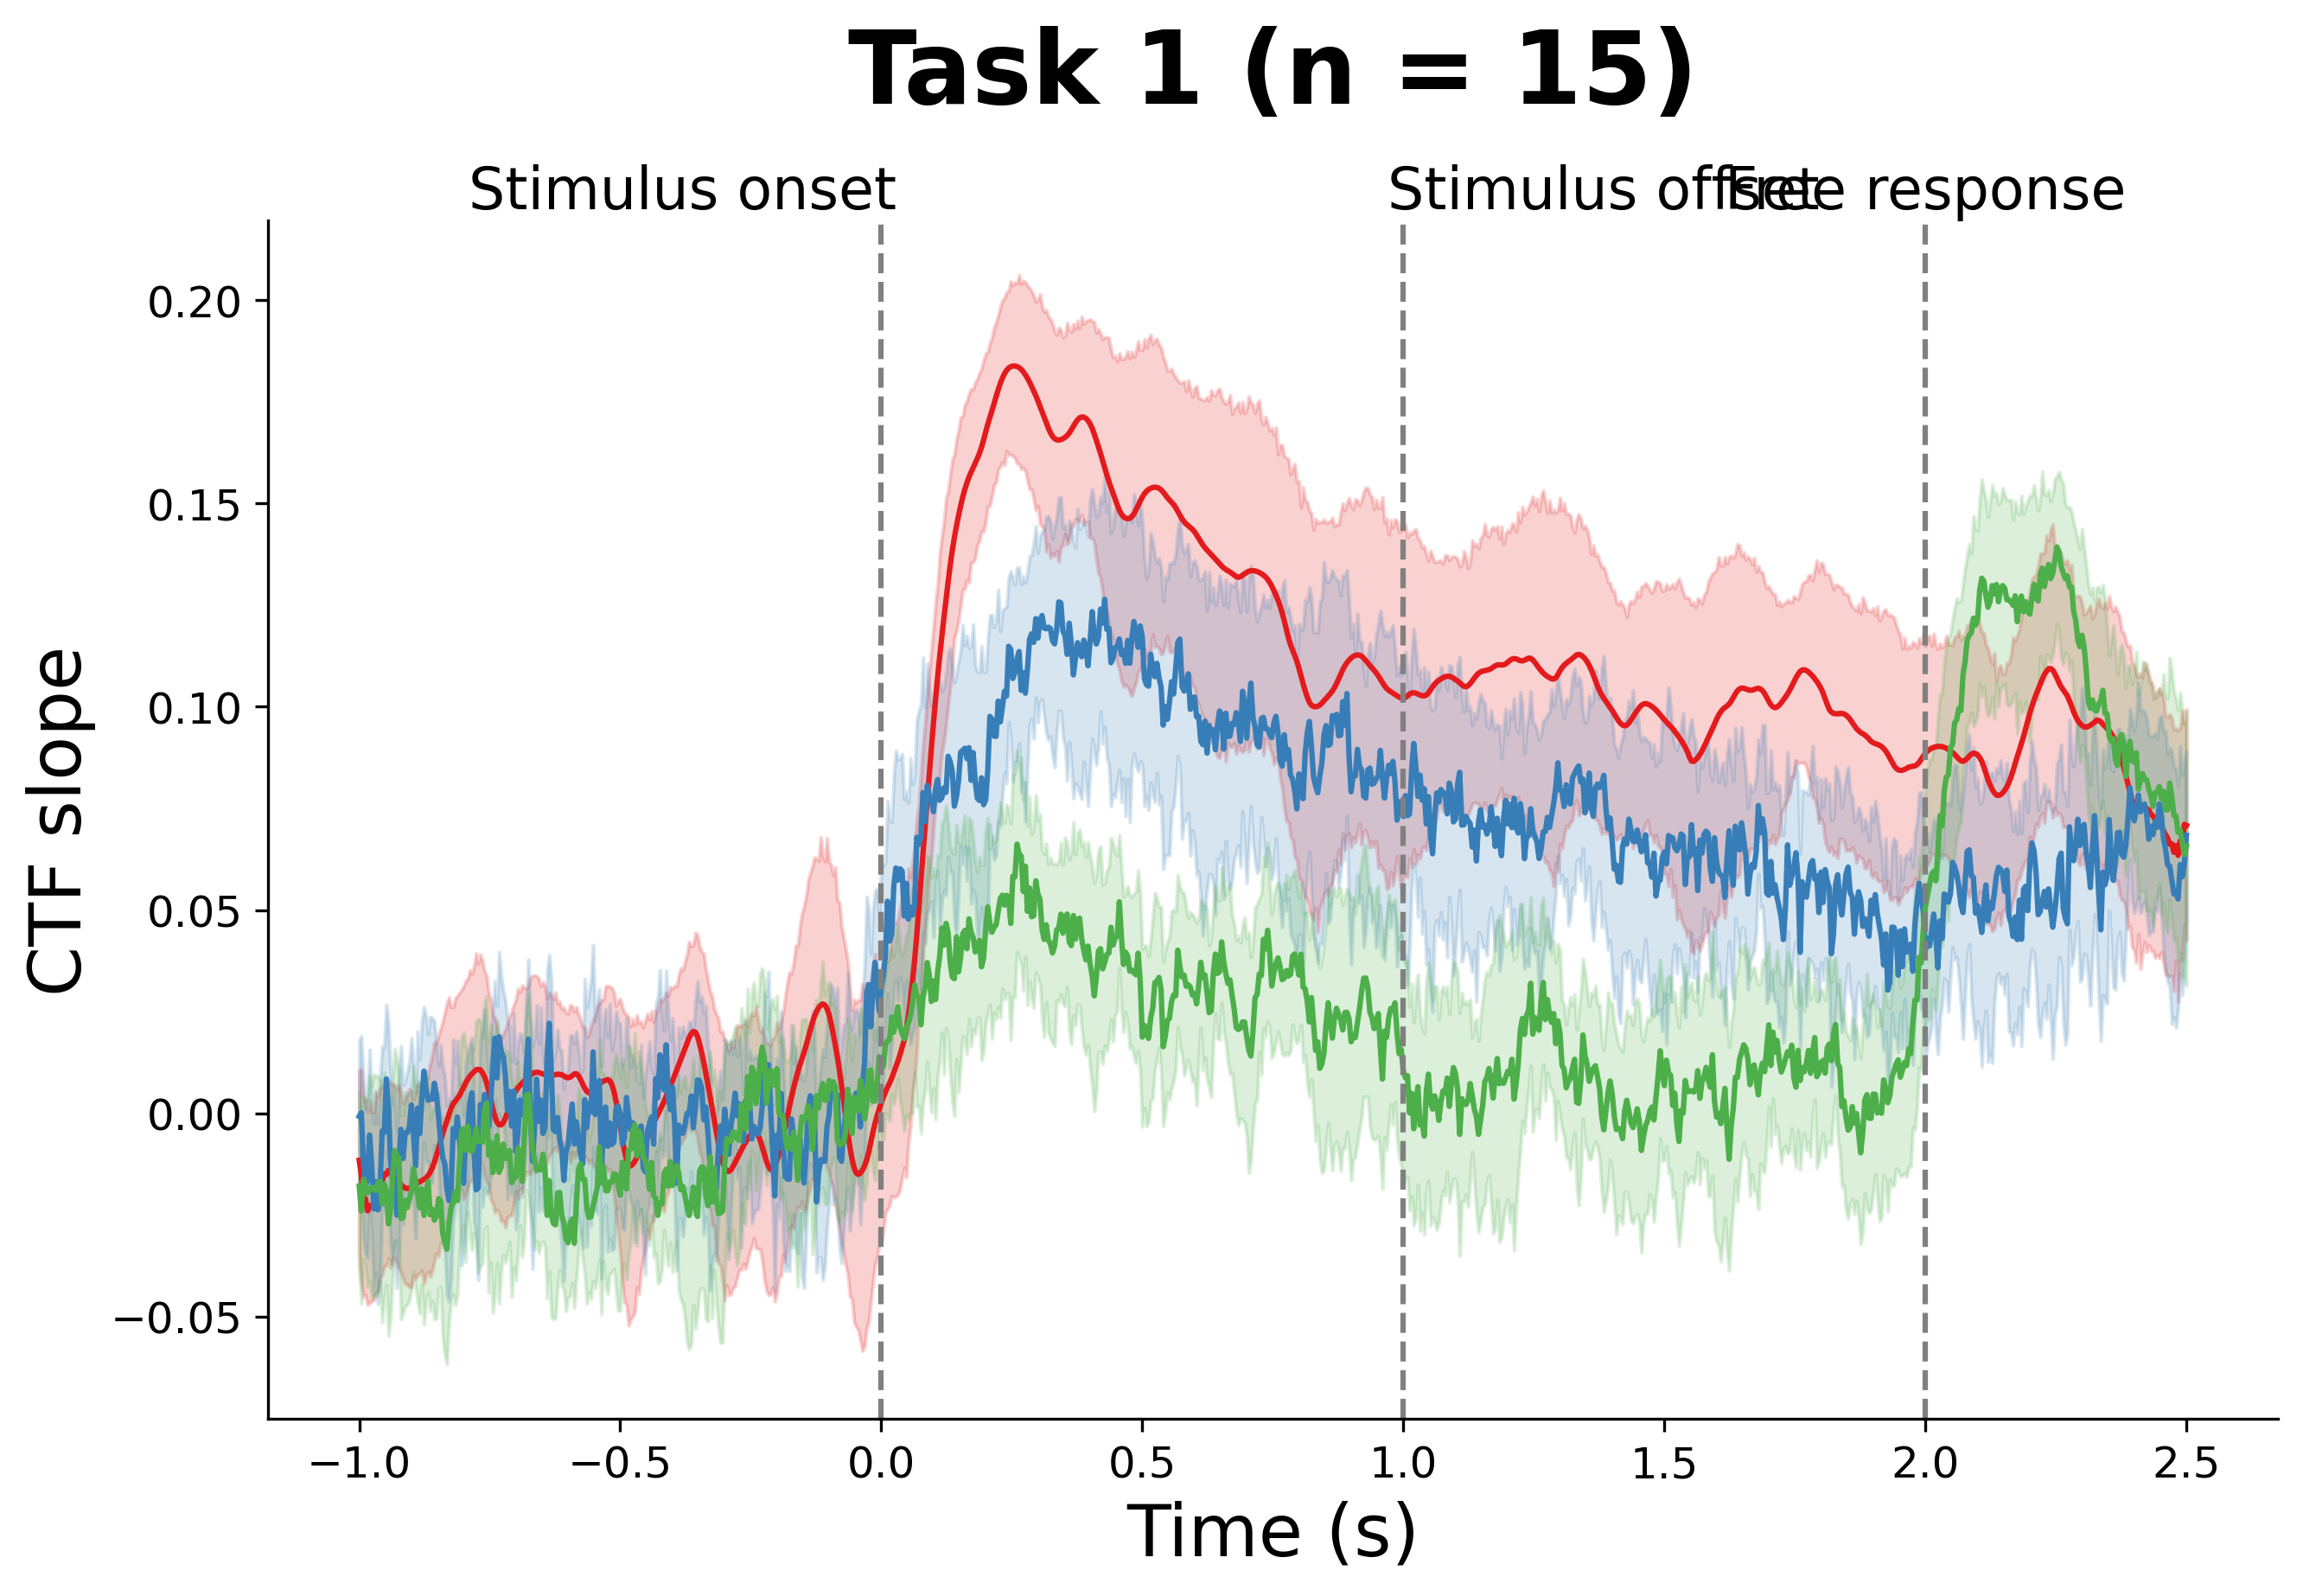 Task 1 (n = 15)
Stimulus onset
Stimulus offset
Free response
CTF slope
0.20
0.15
0.10
0.05
0.00
−0.05
−1.0
−0.5
0.0
0.5
1.0
1.5
2.0
2.5
Time (s)